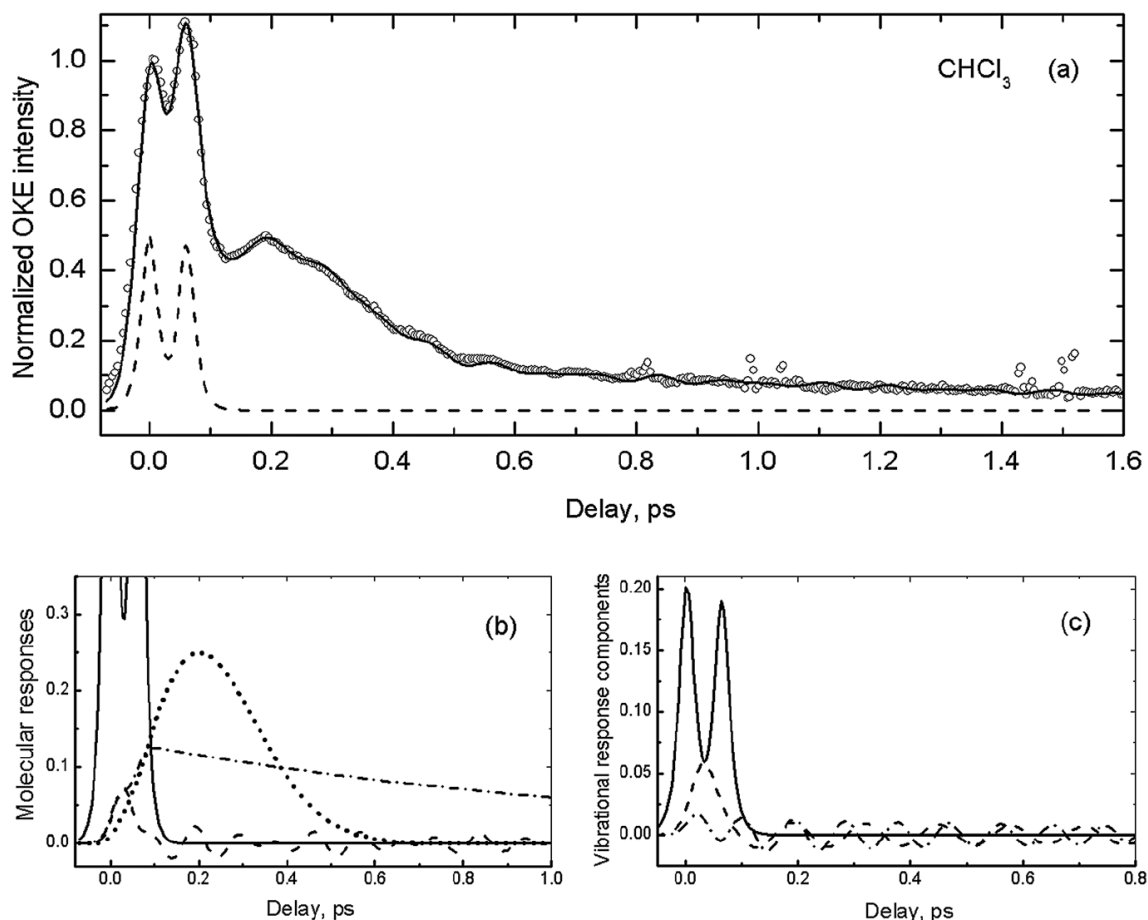 CHCl₃ (a)
Normalized OKE intensity
1.0
0.8
0.6
0.4
0.2
0.0
0.0 0.2 0.4 0.6 0.8 1.0 1.2 1.4 1.6
Delay, ps
(b)
Molecular responses
0.3
0.2
0.1
0.0
0.0 0.2 0.4 0.6 0.8 1.0
Delay, ps
(c)
Vibrational response components
0.20
0.15
0.10
0.05
0.00
0.0 0.2 0.4 0.6 0.8
Delay, ps